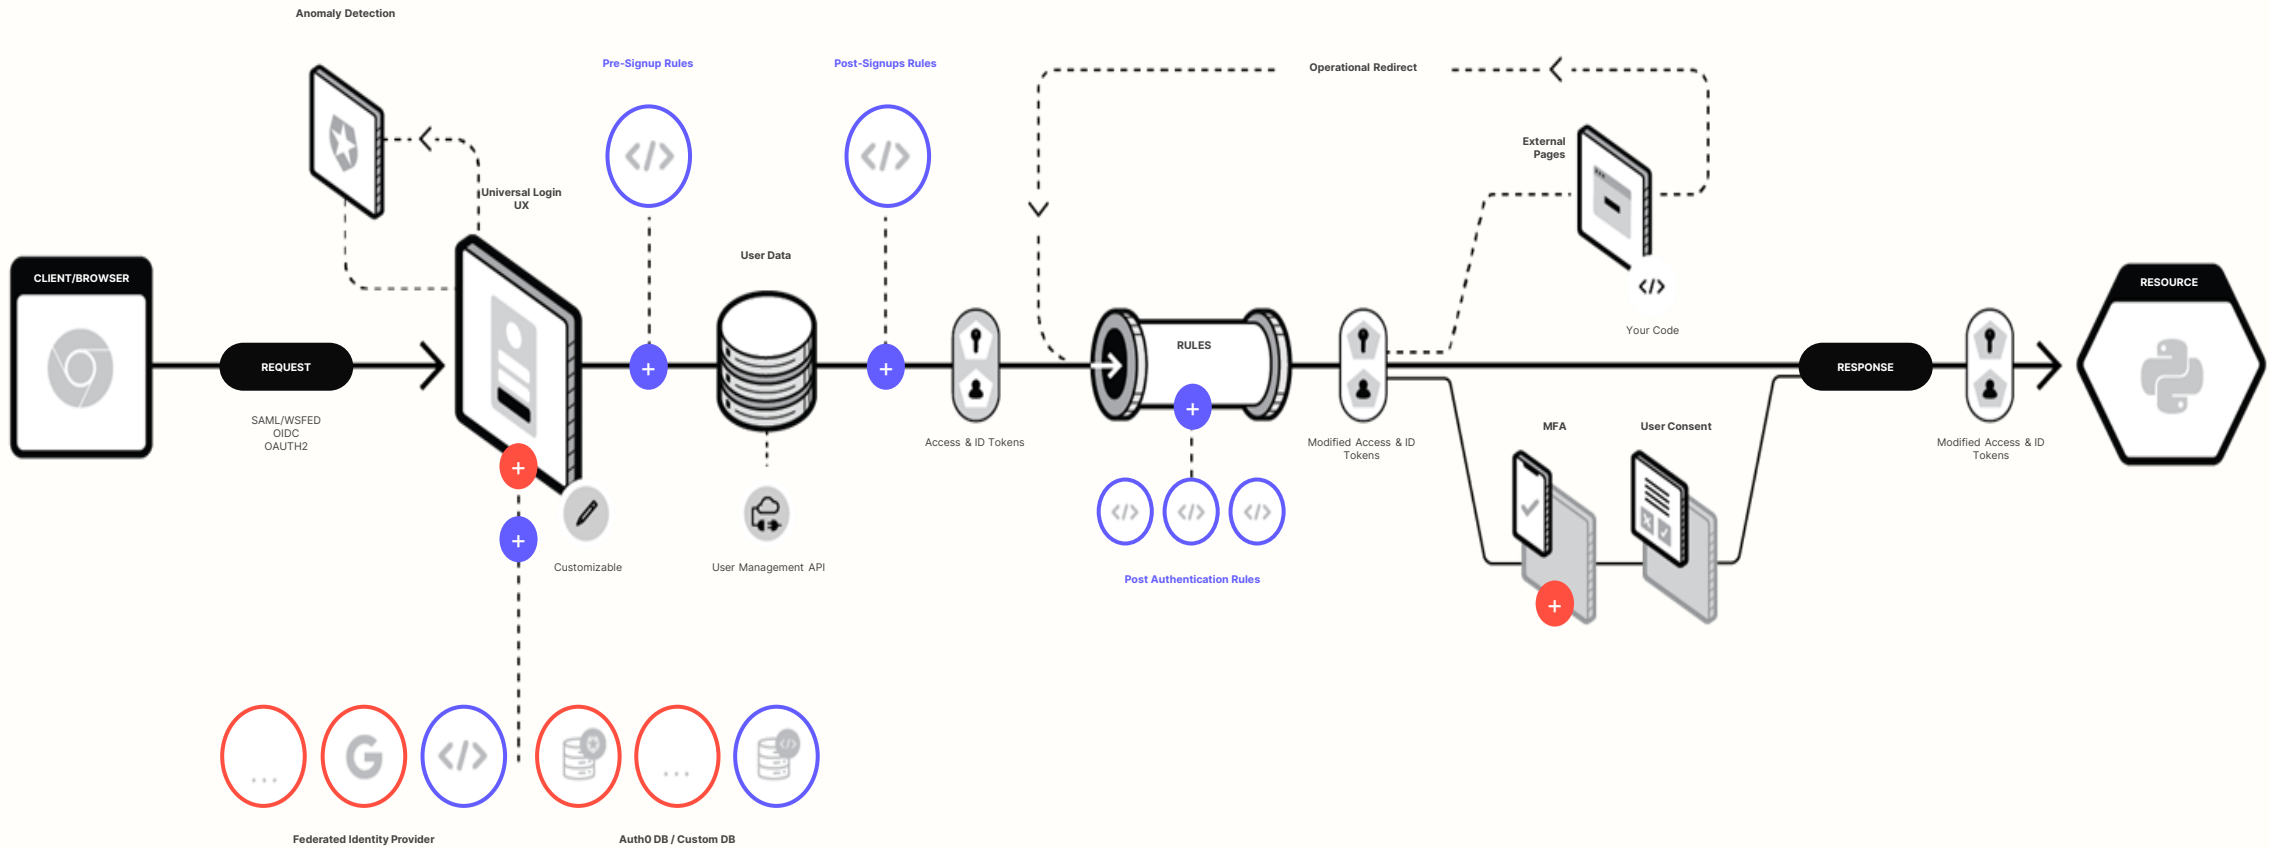 Anomaly Detection
Pre-Signup Rules
Post-Signups Rules
Operational Redirect
External
Pages
Universal Login
UX
User Data
CLIENT/BROWSER
RESOURCE
</>
</>
</>
Your Code
REQUEST
RULES
RESPONSE
SAML/WSFED
OIDC
OAUTH2
Access & ID Tokens
Modified Access & ID
Tokens
MFA
User Consent
Modified Access & ID
Tokens
Customizable
User Management API
</>
</>
</>
Post Authentication Rules
...
G
</>
...
</>
Federated Identity Provider
Auth0 DB / Custom DB